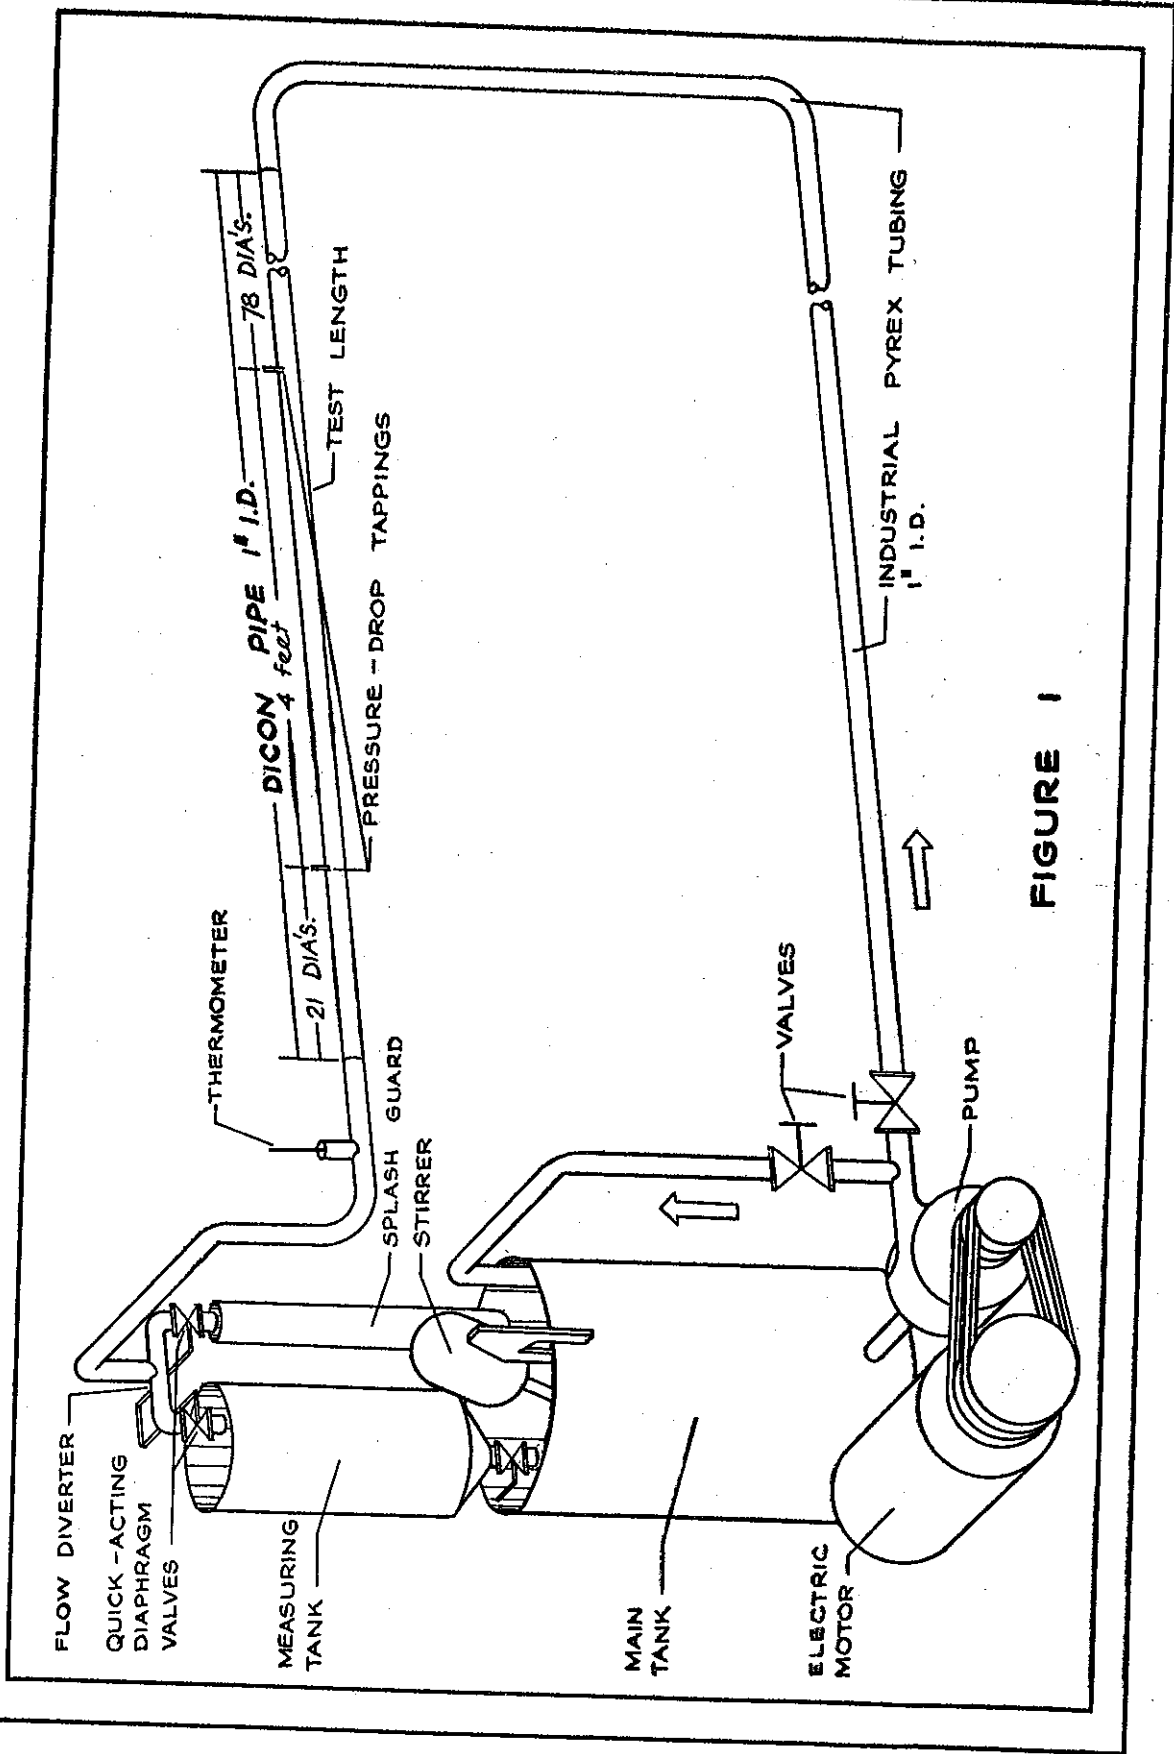 FLOW DIVERTER
QUICK-ACTING
DIAPHRAGM
VALVES
MEASURING
TANK
MAIN
TANK
ELECTRIC
MOTOR
THERMOMETER
SPLASH GUARD
STIRRER
21 DIA'S.
DICON PIPE 1" I.D.
4 feet
78 DIA'S.
TEST LENGTH
PRESSURE-DROP TAPPINGS
VALVES
PUMP
INDUSTRIAL PYREX TUBING
1" I.D.
FIGURE 1